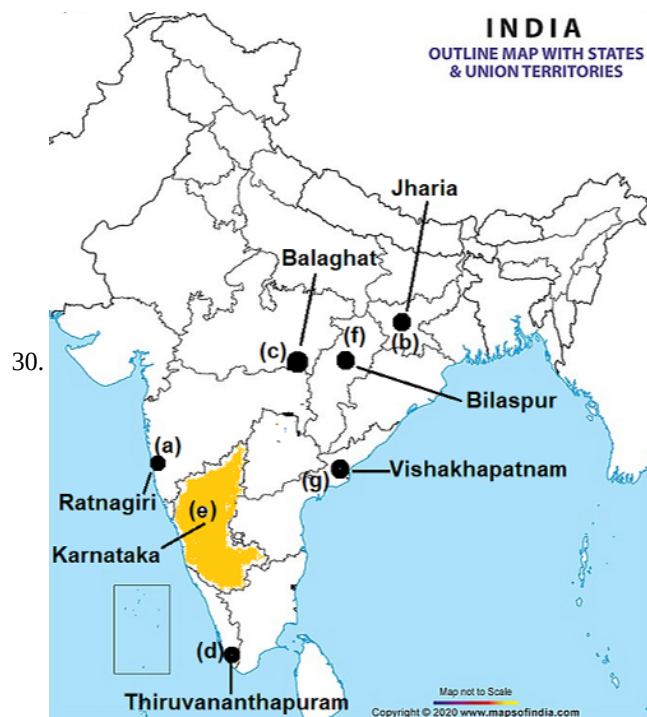 INDIA
OUTLINE MAP WITH STATES
& UNION TERRITORIES
Jharia
Balaghat
(c)
(f)
(b)
30.
Bilaspur
(a)
Vishakhapatnam
(g)
Ratnagiri
(e)
Karnataka
(d)
Thiruvananthapuram
Map not to Scale
Copyright © 2020 www.mapsofindia.com